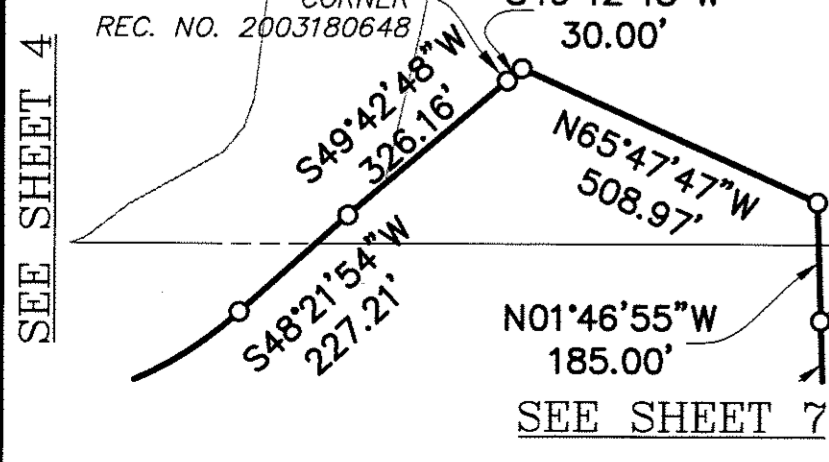 CORNER
REC. NO. 2003180648
30.00’
SEE SHEET 4
S49°42’48”W
326.16’
N65°47’47”W
508.97’
S48°21’54”W
227.21’
N01°46’55”W
185.00’
SEE SHEET 7